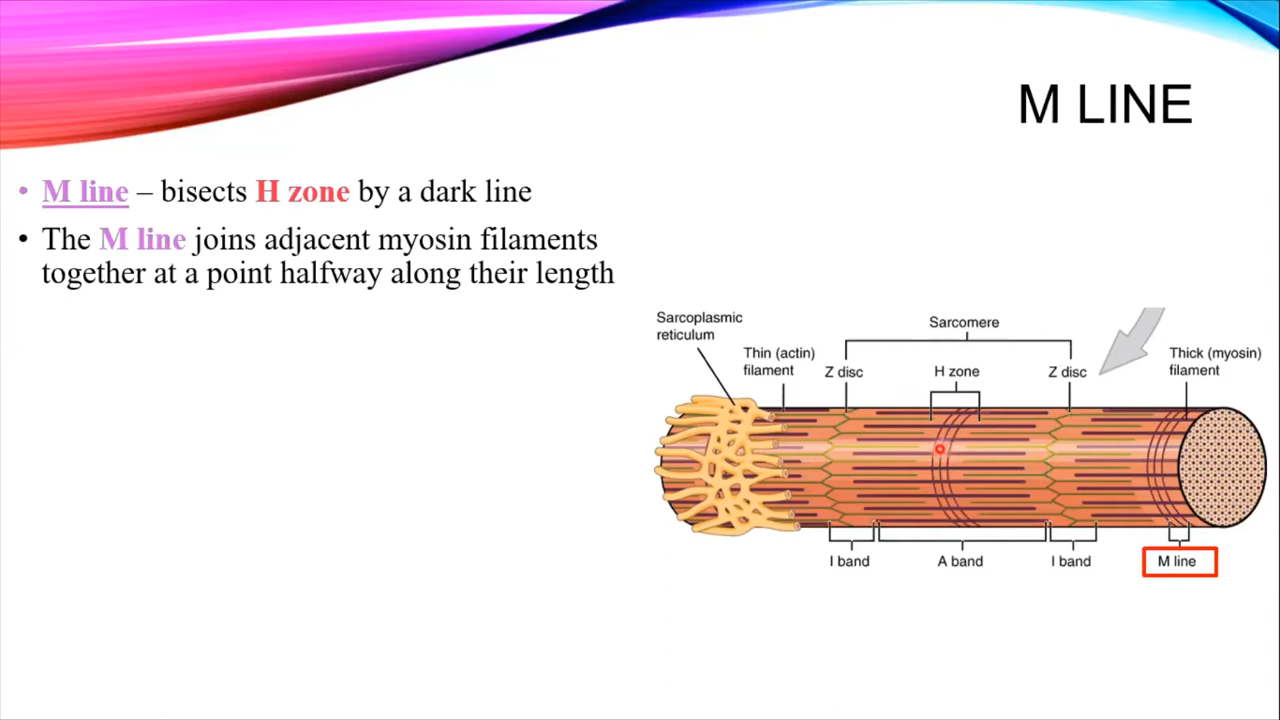 M LINE
• M line – bisects H zone by a dark line
• The M line joins adjacent myosin filaments
together at a point halfway along their length
Sarcoplasmic
reticulum
Thin (actin)
filament
Z disc
Sarcomere
H zone
Z disc
Thick (myosin)
filament
I band
A band
I band
M line